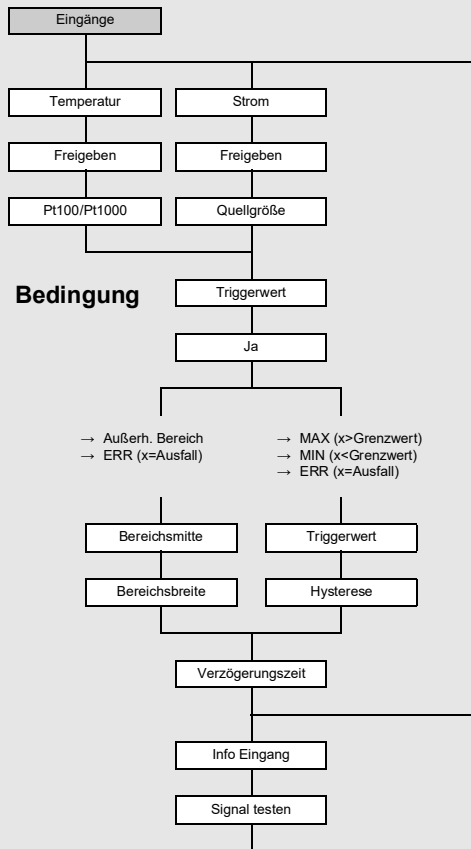 Eingänge
Temperatur
Strom
Freigeben
Freigeben
Pt100/Pt1000
Quellgröße
Bedingung
Triggerwert
Ja
→ Außerh. Bereich
→ ERR (x=Ausfall)
→ MAX (x>Grenzwert)
→ MIN (x<Grenzwert)
→ ERR (x=Ausfall)
Bereichsmitte
Triggerwert
Bereichsbreite
Hysterese
Verzögerungszeit
Info Eingang
Signal testen